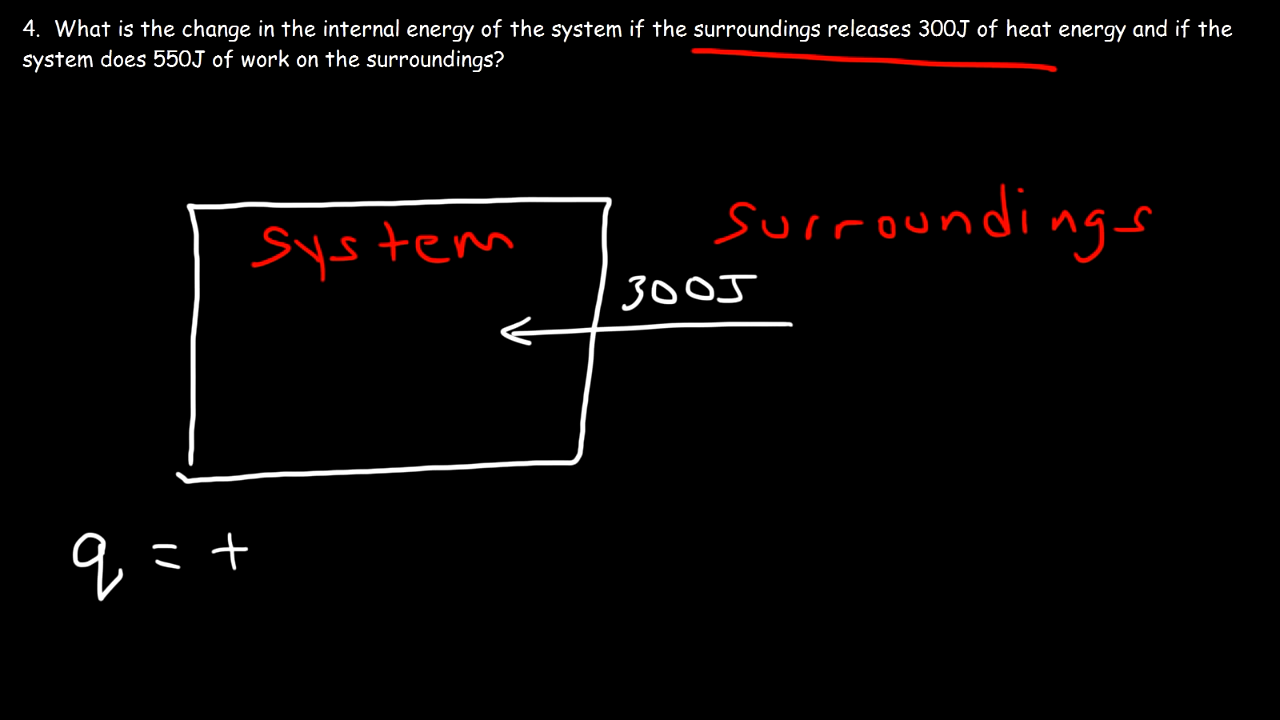 4. What is the change in the internal energy of the system if the surroundings releases 300J of heat energy and if the
system does 550J of work on the surroundings?
system
surroundings
300J
q = +